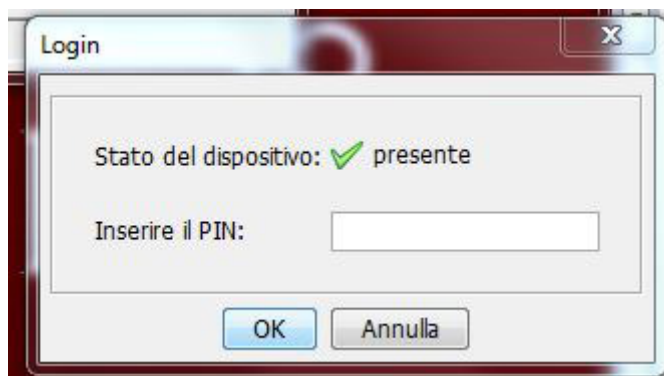 Login
Stato del dispositivo: presente
Inserire il PIN:
OK Annulla